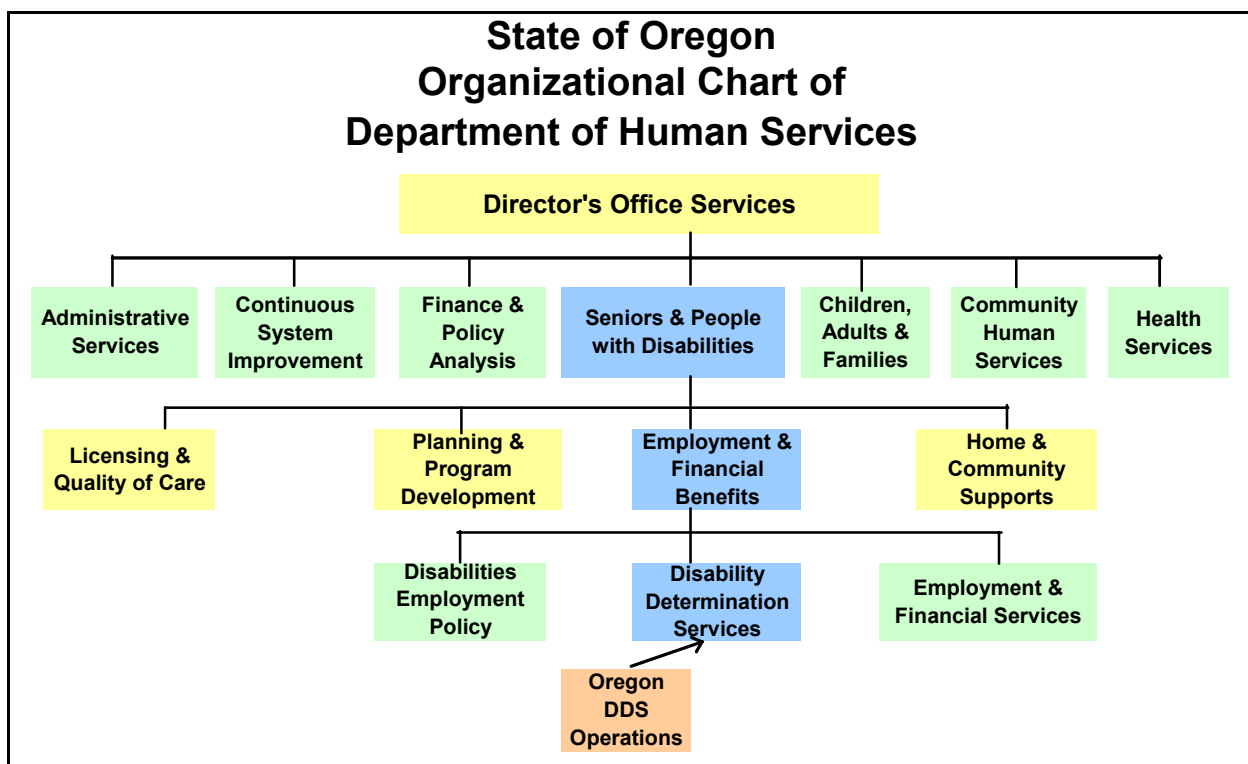 State of Oregon
Organizational Chart of
Department of Human Services
Director's Office Services
Administrative
Services
Continuous
System
Improvement
Finance &
Policy
Analysis
Seniors & People
with Disabilities
Children,
Adults &
Families
Community
Human
Services
Health
Services
Licensing &
Quality of Care
Planning &
Program
Development
Employment &
Financial
Benefits
Home &
Community
Supports
Disabilities
Employment
Policy
Disability
Determination
Services
Employment &
Financial Services
Oregon
DDS
Operations